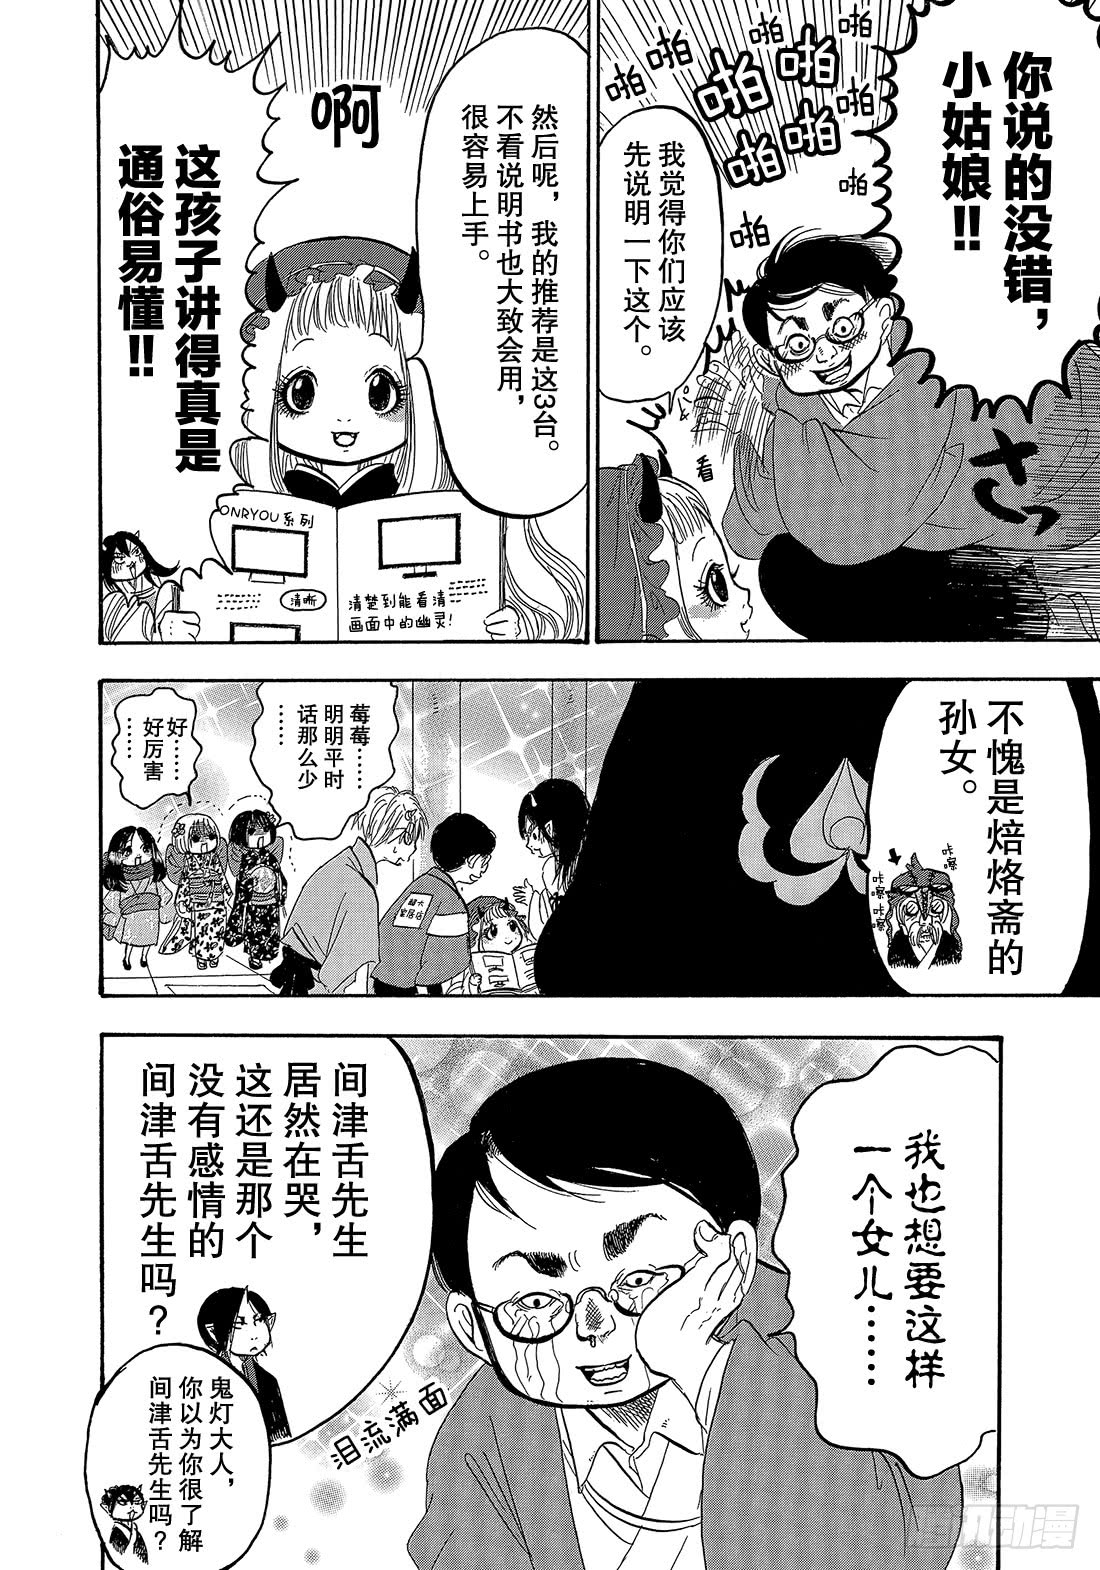 你说的没错，
小姑娘!!
啪
啪
啪
啪
啪
啪
啪
啪
啪
啪
啪
啪
我觉得你们应该
先说明一下这个。
看
然后呢，我的推荐是这3台。
不看说明书也大致会用，
很容易上手。
啊
这孩子讲得真是
通俗易懂!!
ONRYOU系列
清晰
清楚到能看清
画面中的幽灵!
不愧是焙烙斋的
孙女。
咔嚓
咔嚓
咔嚓
莓莓……
明明平时
话那么少
……
好……
好厉害
……
我也想要这样
一个女儿……
泪流满面
间津舌先生
居然在哭，
这还是那个
没有感情的
间津舌先生吗？
鬼灯大人，
你以为你很了解
间津舌先生吗？